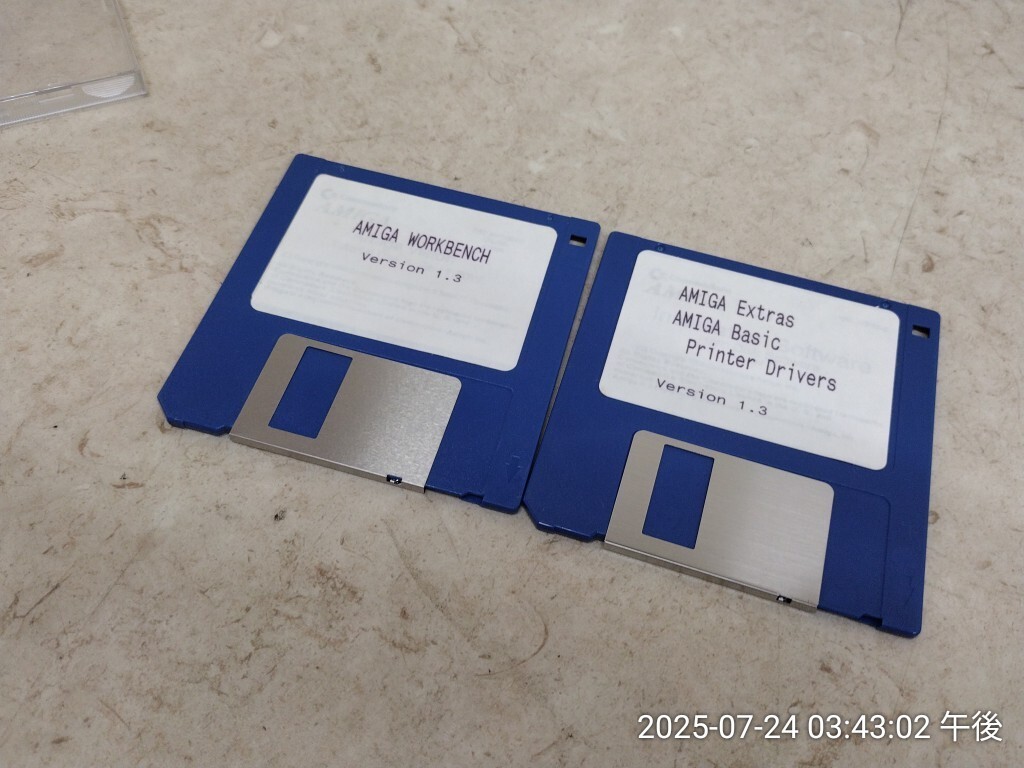 AMIGA WORKBENCH
Version 1.3
AMIGA Extras
AMIGA Basic
Printer Drivers
Version 1.3
2025-07-24 03:43:02 午後